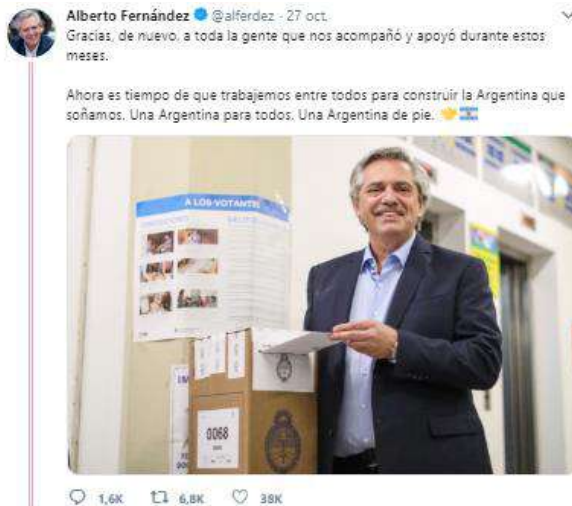 Alberto Fernández @alferdez · 27 oct.
Gracias, de nuevo, a toda la gente que nos acompañó y apoyó durante estos
meses.
Ahora es tiempo de que trabajemos entre todos para construir la Argentina que
soñamos. Una Argentina para todos. Una Argentina de pie.
A LOS VOTANTES
0068
1,6K 6,8K 38K